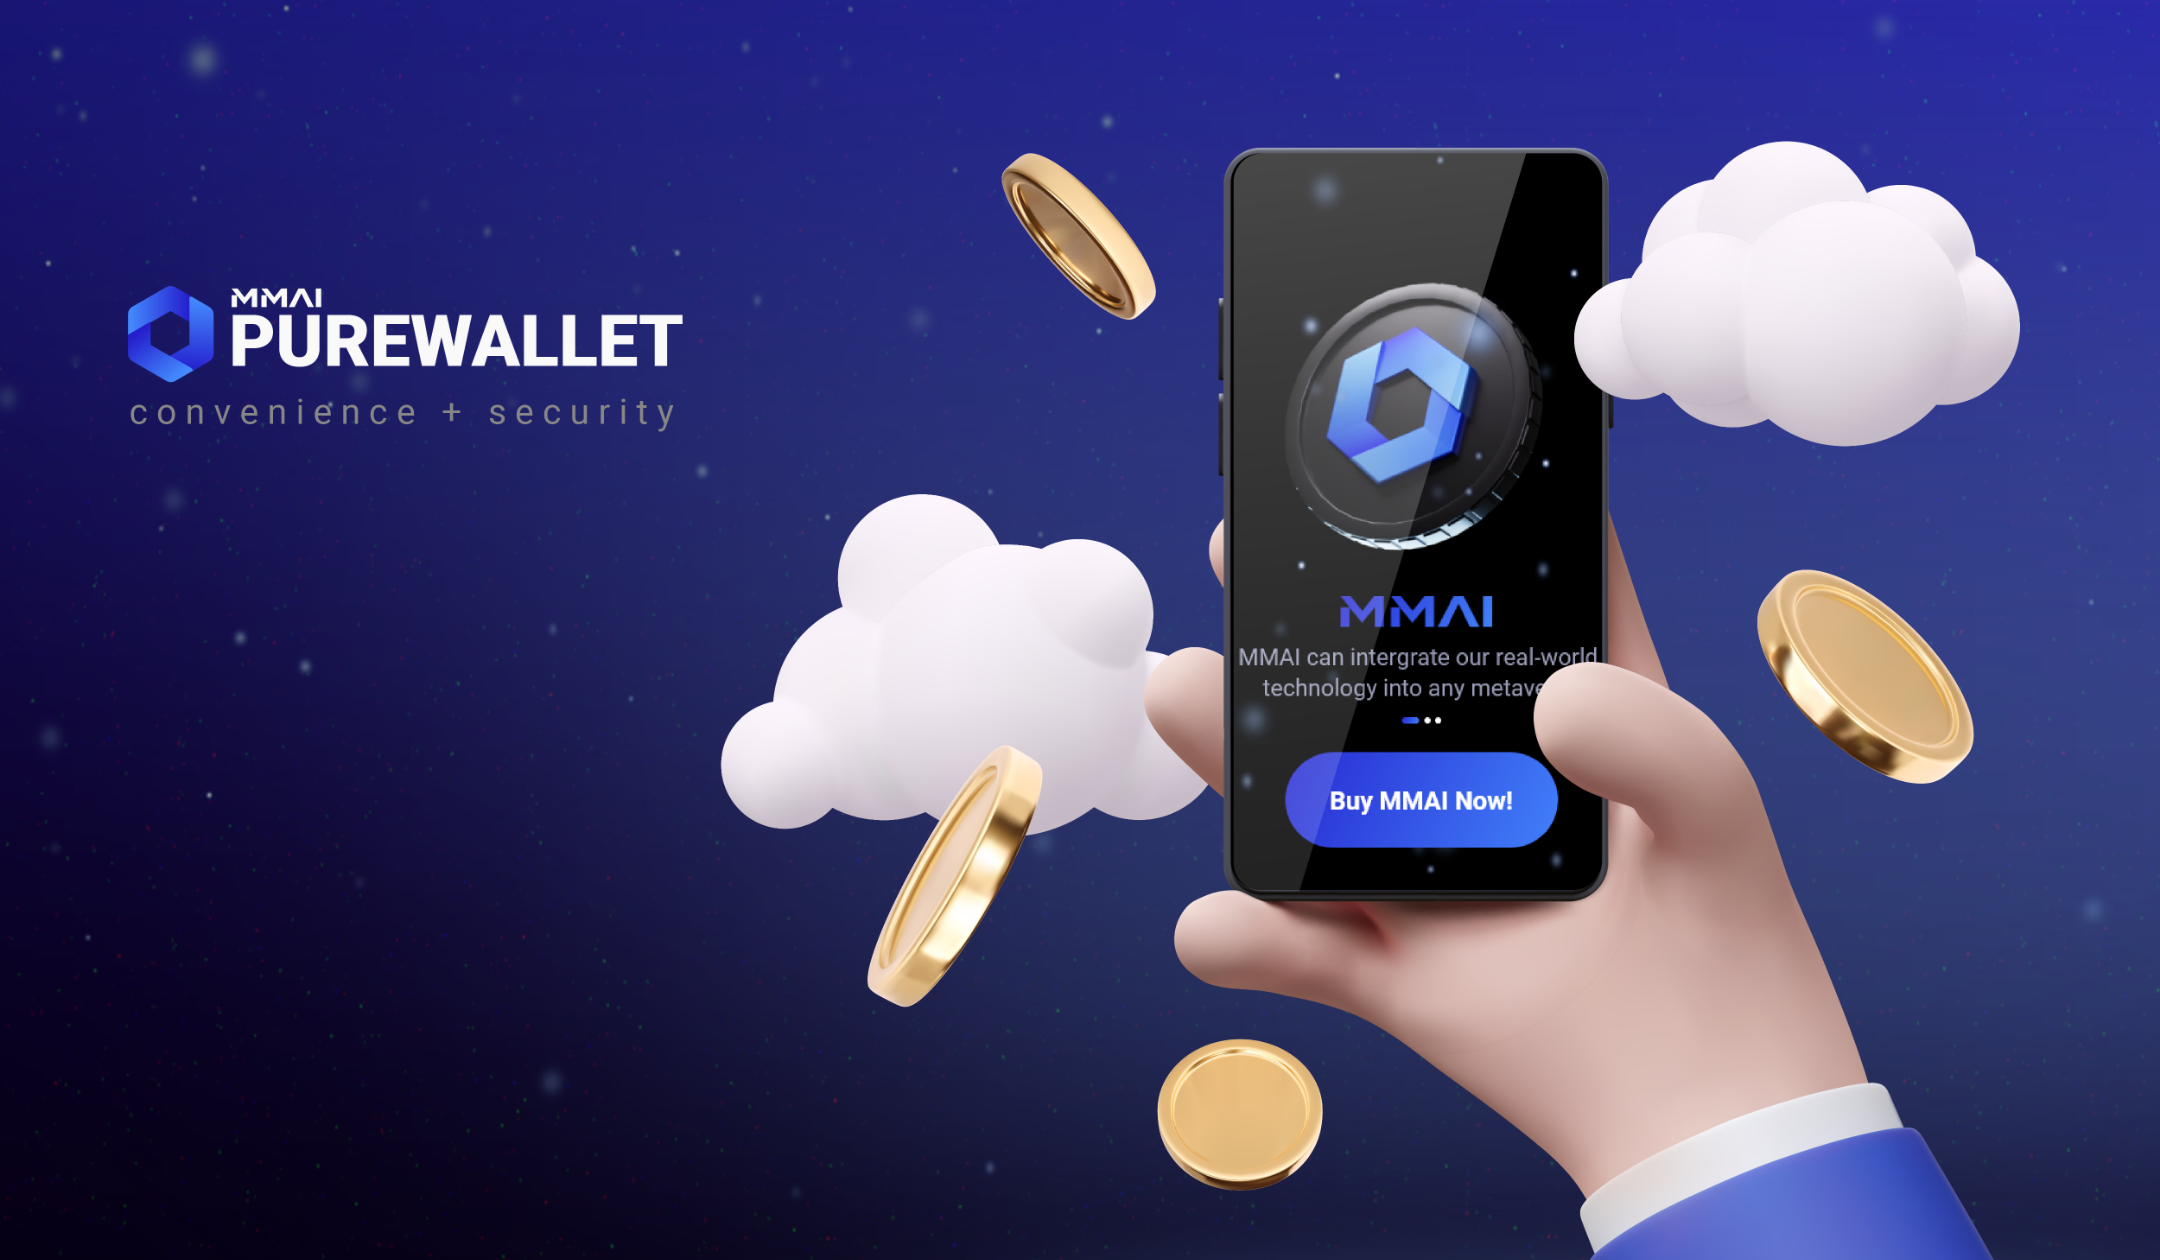 MMAI
PUREWALLET
convenience + security
MMAI
MMAI can intergrate our real-world
technology into any
Buy MMAI Now!